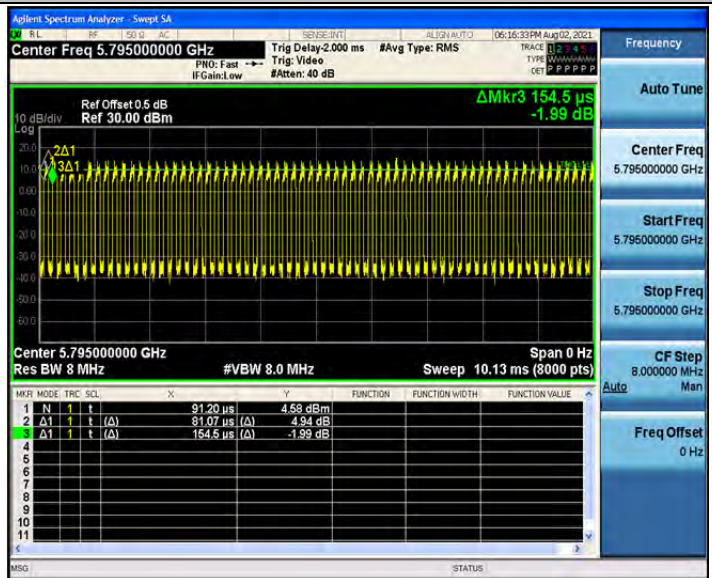 Agilent Spectrum Analyzer - Swept SA
RL RF 50 Ω AC SENSE:INT ALIGN AUTO 06:16:33PM Aug 02, 2021
Center Freq 5.795000000 GHz
PNO: Fast
IFGain:Low
Trig Delay-2.000 ms
Trig: Video
#Atten: 40 dB
#Avg Type: RMS
TRACE 1 2 3 4 5 6
TYPE
DET P P P P P P
Frequency
ΔMkr3 154.5 µs
-1.99 dB
Ref Offset 0.5 dB
10 dB/div Ref 30.00 dBm
Log
20.0
2Δ1
10.0
3Δ1
0.00
-10.0
-20.0
-30.0
-40.0
-50.0
-60.0
Center 5.795000000 GHz Span 0 Hz
Res BW 8 MHz #VBW 8.0 MHz Sweep 10.13 ms (8000 pts)
MKR MODE TRC SCL X Y FUNCTION FUNCTION WIDTH FUNCTION VALUE
1 N 1 t 91.20 µs 4.58 dBm
2 Δ1 1 t (Δ) 81.07 µs (Δ) 4.94 dB
3 Δ1 1 t (Δ) 154.5 µs (Δ) -1.99 dB
4
5
6
7
8
9
10
11
Auto Tune
Center Freq
5.795000000 GHz
Start Freq
5.795000000 GHz
Stop Freq
5.795000000 GHz
CF Step
8.000000 MHz
Auto Man
Freq Offset
0 Hz
MSG STATUS